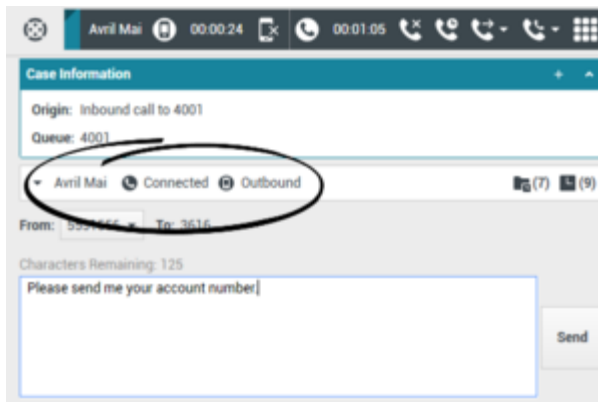 Avril Mai 00:00:24 00:01:05
Case Information
Origin: Inbound call to 4001
Queue: 4001
Avril Mai Connected Outbound (7) (9)
From: To: 3616
Characters Remaining: 125
Please send me your account number.
Send